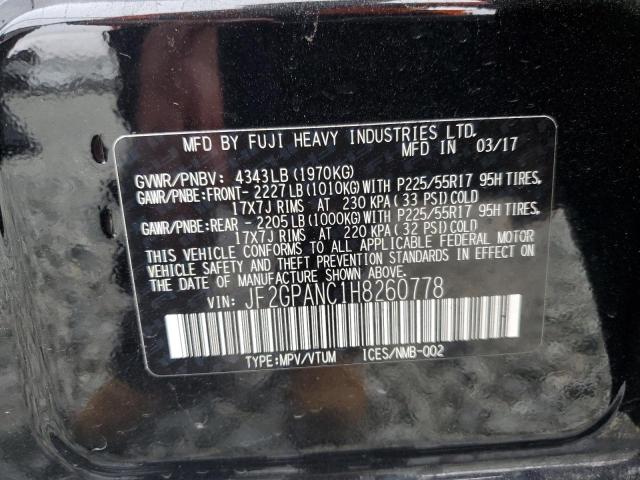 MFD BY FUJI HEAVY INDUSTRIES LTD.
MFD IN 03/17
GVWR/PNBV: 4343LB (1970KG)
GAWR/PNBE:FRONT- 2227LB (1010KG)WITH P225/55R17 95H TIRES,
17X7J RIMS AT 230 KPA (33 PSI)COLD
GAWR/PNBE:REAR - 2205LB (1000KG)WITH P225/55R17 95H TIRES,
17X7J RIMS AT 220 KPA (32 PSI)COLD
THIS VEHICLE CONFORMS TO ALL APPLICABLE FEDERAL MOTOR
VEHICLE SAFETY AND THEFT PREVENTION STANDARDS IN EFFECT ON
THE DATE OF MANUFACTURE SHOWN ABOVE.
VIN: JF2GPANC1H8260778
TYPE:MPV/VTUM ICES/NMB-002